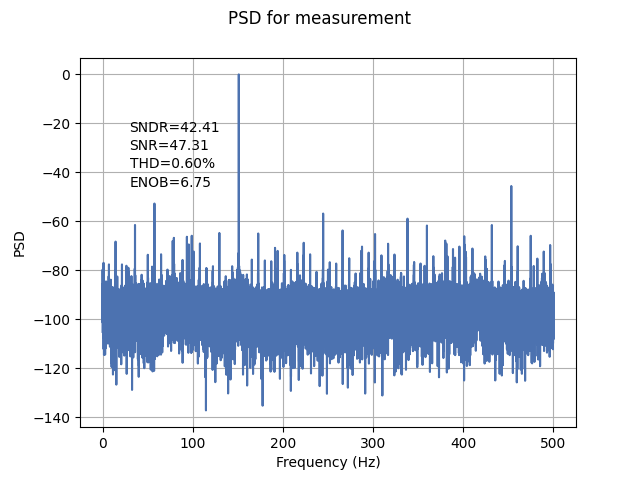 PSD for measurement
0
−20
−40
−60
−80
−100
−120
−140
PSD
SNDR=42.41
SNR=47.31
THD=0.60%
ENOB=6.75
0 100 200 300 400 500
Frequency (Hz)